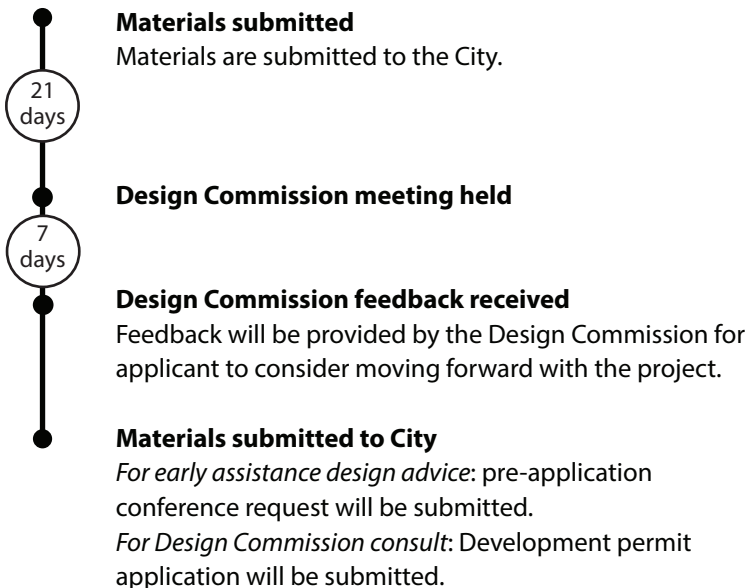 Materials submitted
Materials are submitted to the City.
21
days
Design Commission meeting held
7
days
Design Commission feedback received
Feedback will be provided by the Design Commission for
applicant to consider moving forward with the project.
Materials submitted to City
For early assistance design advice: pre-application
conference request will be submitted.
For Design Commission consult: Development permit
application will be submitted.